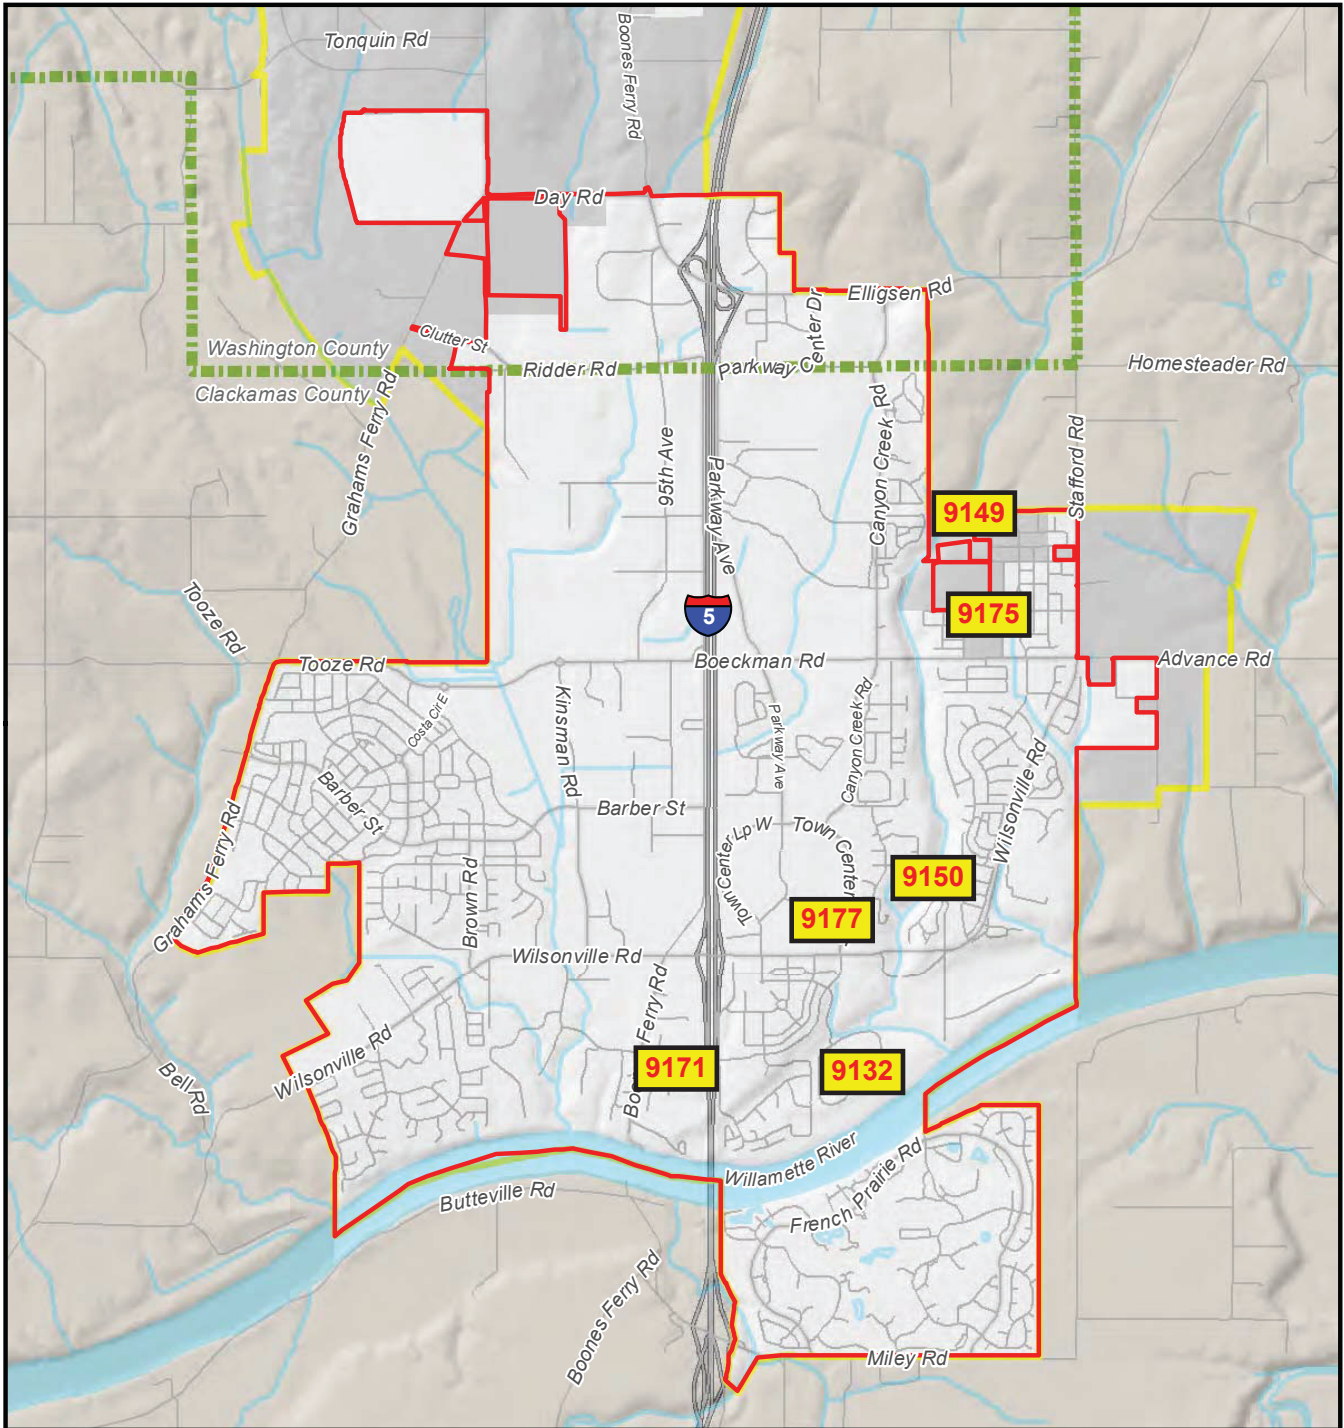 Tonquin Rd
Boones Ferry Rd
Day Rd
Elligsen Rd
Clutter St
Washington County
Clackamas County
Ridder Rd
Parkway Center Dr
Homesteader Rd
Grahams Ferry Rd
95th Ave
Parkway Ave
Canyon Creek Rd
Stafford Rd
9149
Tooze Rd
5
9175
Tooze Rd
Boeckman Rd
Advance Rd
Costa Cir E
Kinsman Rd
Parkway Ave
Canyon Creek Rd
Wilsonville Rd
Barber St
Barber St
Grahams Ferry Rd
Town Center Lp W
Town Center
9150
Brown Rd
9177
Wilsonville Rd
Boo
Ferry Rd
9171
9132
Wilsonville Rd
Bell Rd
Willamette River
French Prairie Rd
Butteville Rd
Boones Ferry Rd
Miley Rd